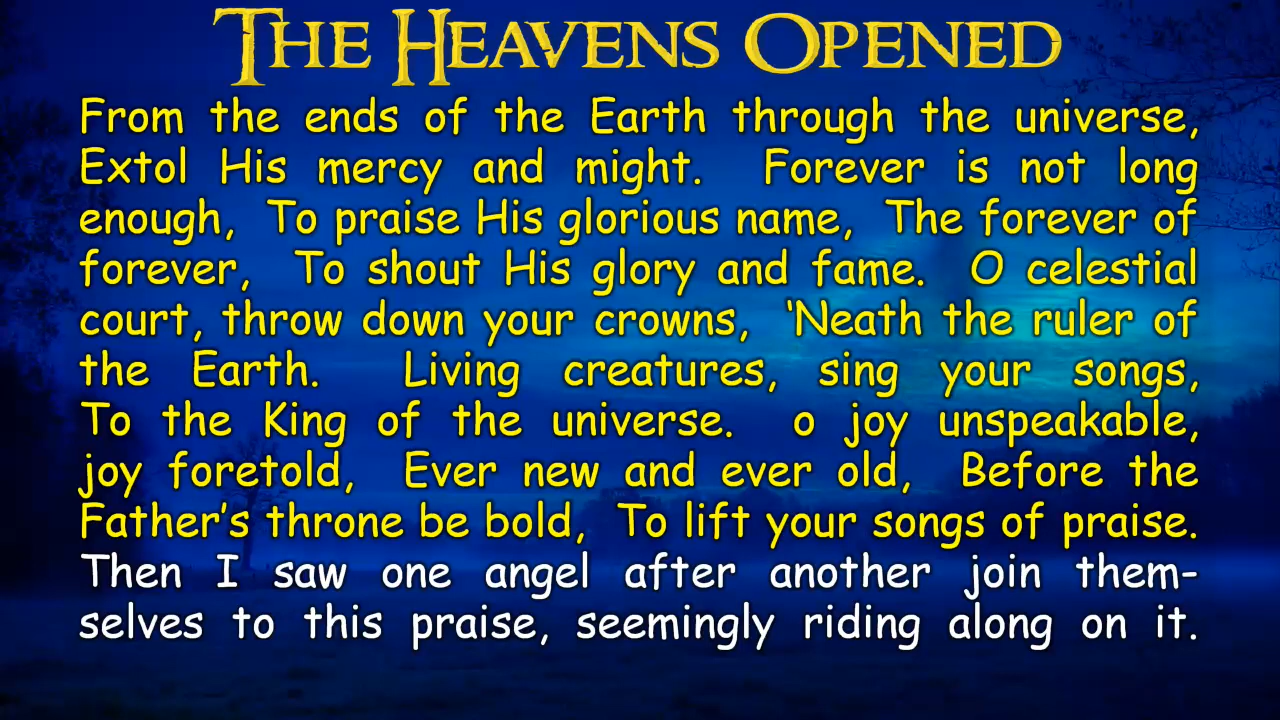 THE HEAVENS OPENED
From the ends of the Earth through the universe,
Extol His mercy and might.  Forever is not long
enough,  To praise His glorious name,  The forever of
forever,  To shout His glory and fame.  O celestial
court, throw down your crowns,  ‘Neath the ruler of
the Earth.  Living creatures, sing your songs,
To the King of the universe.  o joy unspeakable,
joy foretold,  Ever new and ever old,  Before the
Father’s throne be bold,  To lift your songs of praise.
Then I saw one angel after another join them-
selves to this praise, seemingly riding along on it.